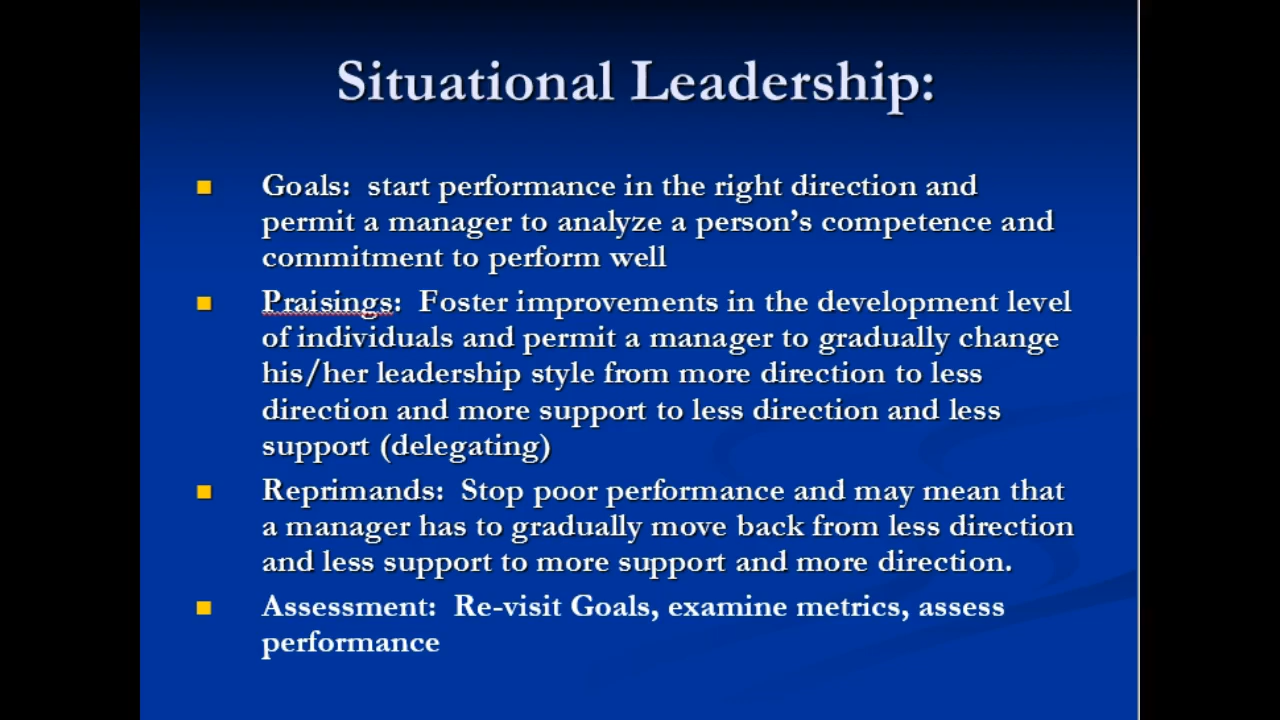 Situational Leadership:
Goals:  start performance in the right direction and
permit a manager to analyze a person’s competence and
commitment to perform well
Praisings:  Foster improvements in the development level
of individuals and permit a manager to gradually change
his/her leadership style from more direction to less
direction and more support to less direction and less
support (delegating)
Reprimands:  Stop poor performance and may mean that
a manager has to gradually move back from less direction
and less support to more support and more direction.
Assessment:  Re-visit Goals, examine metrics, assess
performance